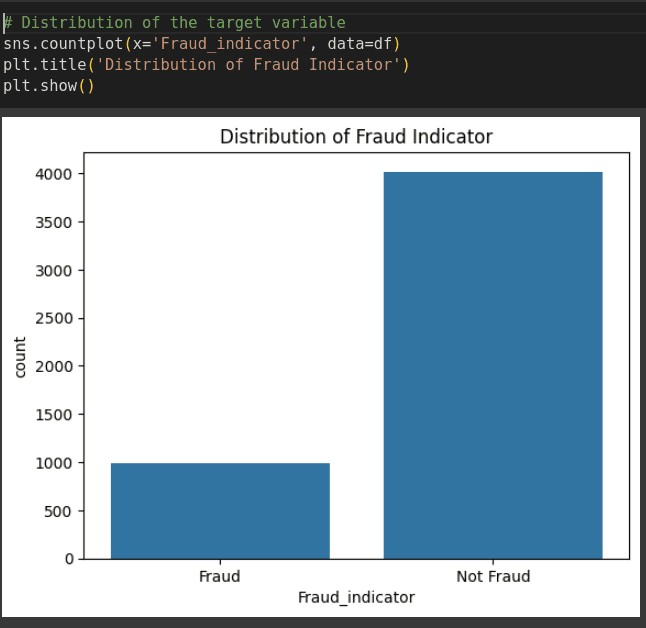 # Distribution of the target variable
sns.countplot(x='Fraud_indicator', data=df)
plt.title('Distribution of Fraud Indicator')
plt.show()
Distribution of Fraud Indicator
4000
3500
3000
2500
2000
1500
1000
500
0
count
Fraud Not Fraud
Fraud_indicator